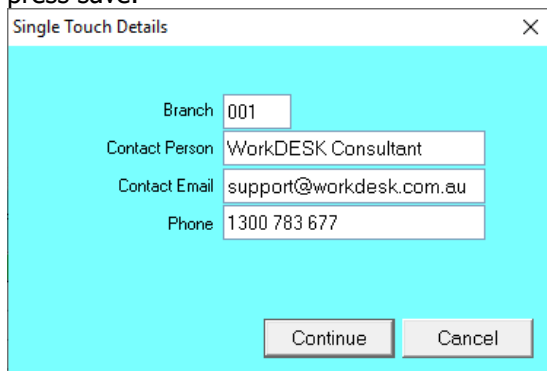 press save.
Single Touch Details
Branch 001
Contact Person WorkDESK Consultant
Contact Email support@workdesk.com.au
Phone 1300 783 677
Continue Cancel